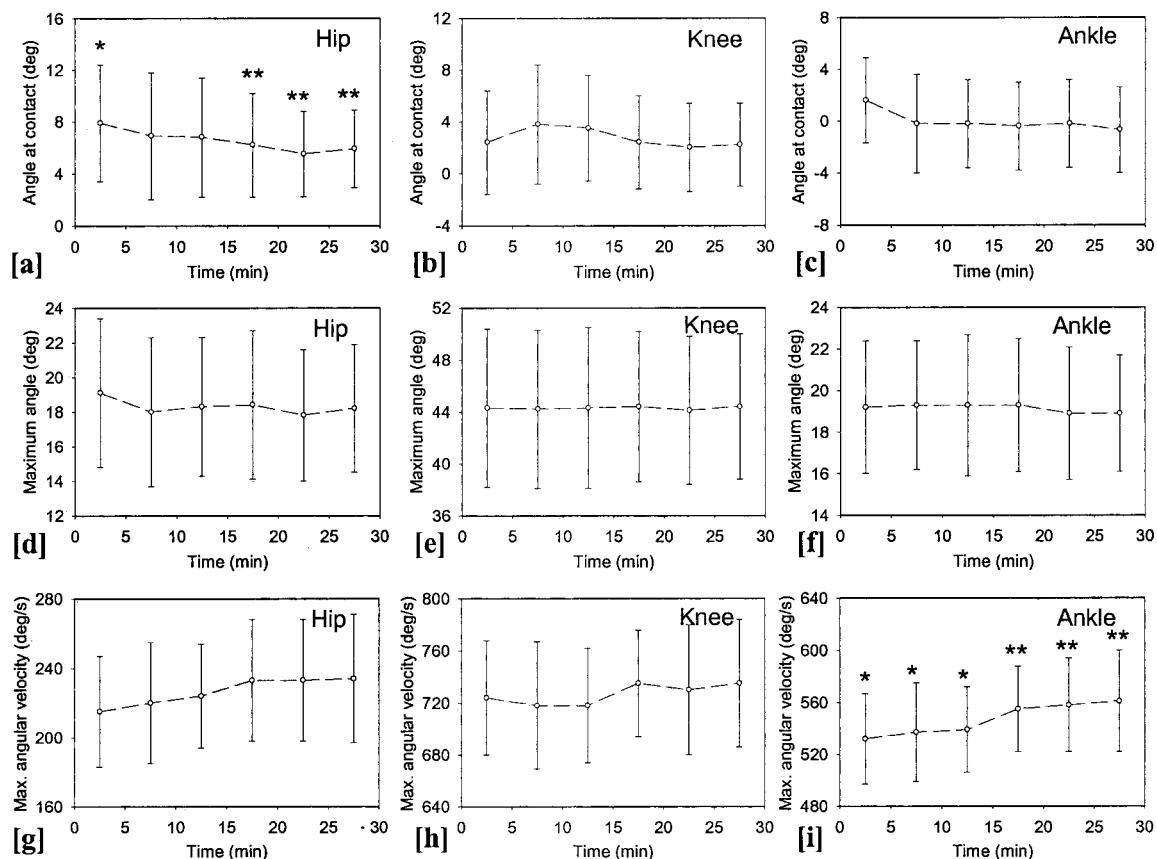 Hip
Angle at contact (deg)
16
12
8
4
0
*
**
**
**
0 5 10 15 20 25 30
Time (min)
[a]
Knee
Angle at contact (deg)
12
8
4
0
-4
0 5 10 15 20 25 30
Time (min)
[b]
Ankle
Angle at contact (deg)
8
4
0
-4
-8
0 5 10 15 20 25 30
Time (min)
[c]
Hip
Maximum angle (deg)
24
22
20
18
16
14
12
0 5 10 15 20 25 30
Time (min)
[d]
Knee
Maximum angle (deg)
52
48
44
40
36
0 5 10 15 20 25 30
Time (min)
[e]
Ankle
Maximum angle (deg)
24
22
20
18
16
14
0 5 10 15 20 25 30
Time (min)
[f]
Hip
Max. angular velocity (deg/s)
280
240
200
160
0 5 10 15 20 25 30
Time (min)
[g]
Knee
Max. angular velocity (deg/s)
800
760
720
680
640
0 5 10 15 20 25 30
Time (min)
[h]
Ankle
Max. angular velocity (deg/s)
640
600
560
520
480
*
*
*
**
**
**
0 5 10 15 20 25 30
Time (min)
[i]